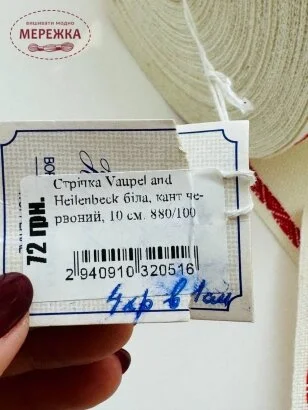 вишивати модно
МЕРЕЖКА
72 грн.
Стрічка Vaupel and
Heilenbeck біла, кант че-
рвоний, 10 см. 880/100
2 940910 320516